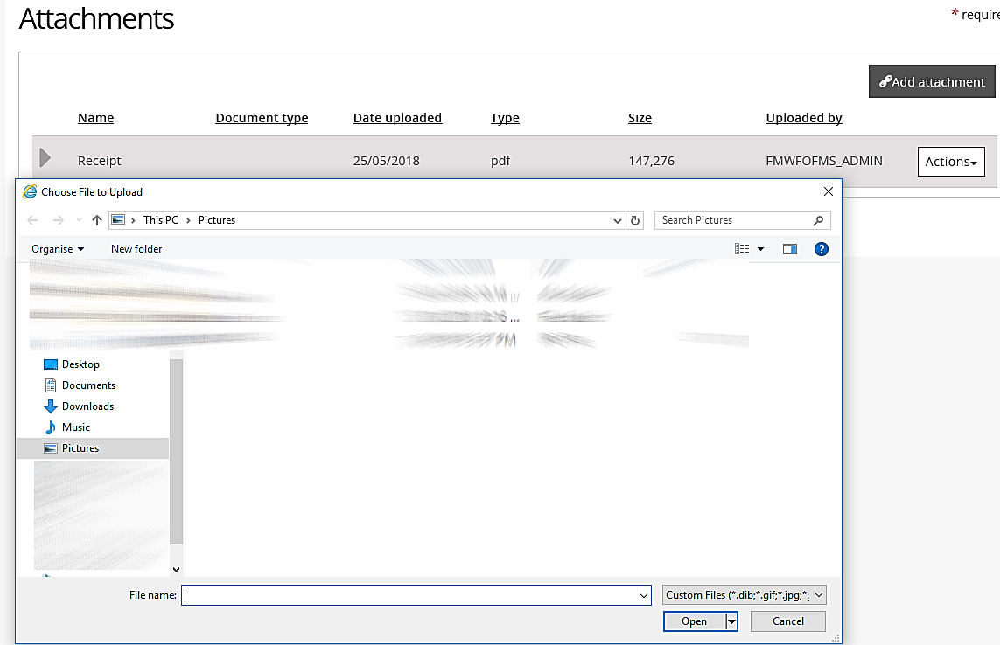 Attachments
* require
Add attachment
Name Document type Date uploaded Type Size Uploaded by
Receipt 25/05/2018 pdf 147,276 FMWFOFMS_ADMIN Actions
Choose File to Upload
This PC > Pictures Search Pictures
Organise New folder
Desktop
Documents
Downloads
Music
Pictures
File name: Custom Files (*.dib;*.gif;*.jpg;*.
Open Cancel